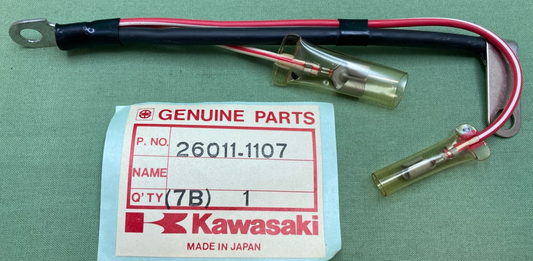 GENUINE PARTS
P. NO. 26011-1107
NAME
Q'TY (7B) 1
Kawasaki
MADE IN JAPAN